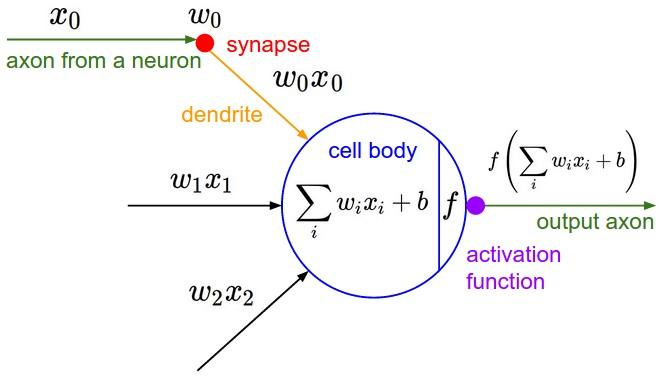 x₀ w₀
axon from a neuron
synapse
w₀x₀
dendrite
cell body
f(∑ᵢ wᵢxᵢ + b)
w₁x₁
∑ᵢ wᵢxᵢ + b
f
output axon
activation
function
w₂x₂